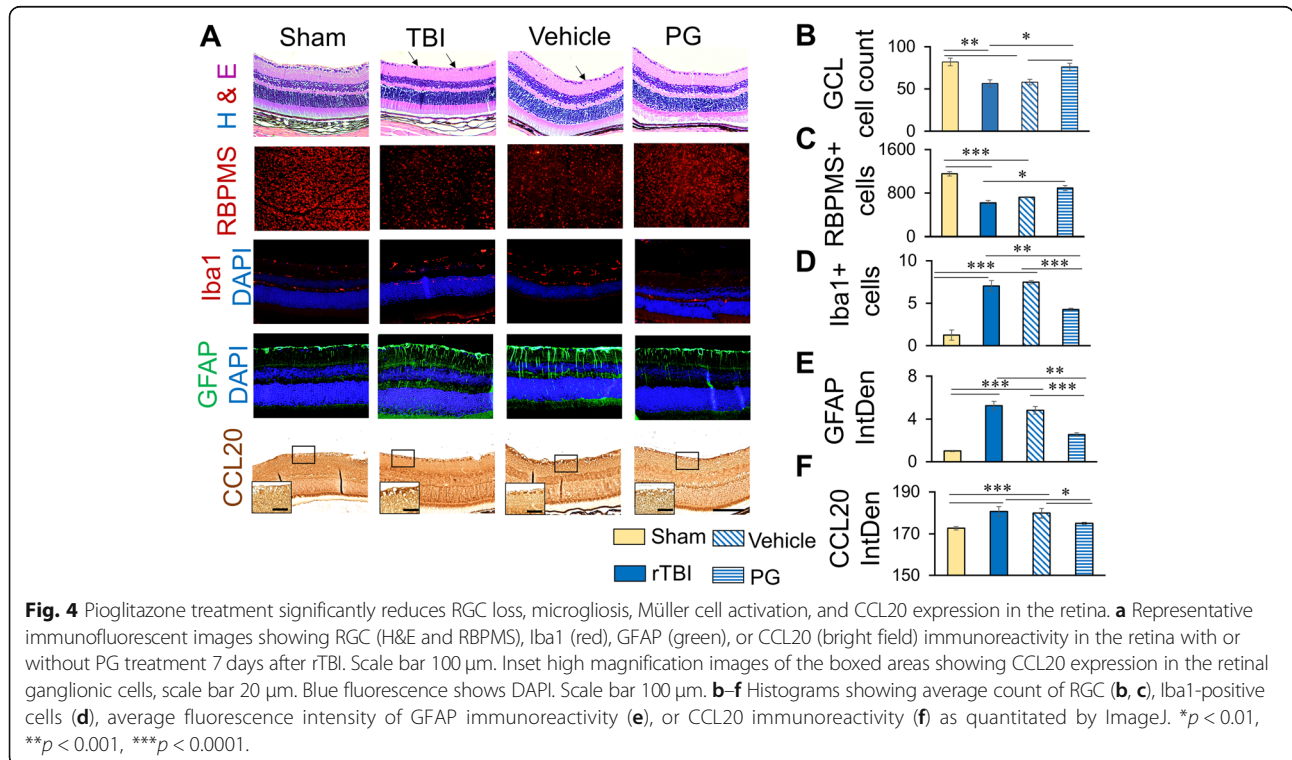 A
Sham TBI Vehicle PG
H & E
RBPMS
Iba1
DAPI
GFAP
DAPI
CCL20
B
GCL
cell count
100
50
0
** *
C
RBPMS+
cells
1600
800
0
***
*
D
Iba1+
cells
10
5
0
**
*** ***
E
GFAP
IntDen
8
4
0
**
*** ***
F
CCL20
IntDen
190
170
150
*** *
Sham Vehicle
rTBI PG
Fig. 4 Pioglitazone treatment significantly reduces RGC loss, microgliosis, Müller cell activation, and CCL20 expression in the retina. a Representative
immunofluorescent images showing RGC (H&E and RBPMS), Iba1 (red), GFAP (green), or CCL20 (bright field) immunoreactivity in the retina with or
without PG treatment 7 days after rTBI. Scale bar 100 μm. Inset high magnification images of the boxed areas showing CCL20 expression in the retinal
ganglionic cells, scale bar 20 μm. Blue fluorescence shows DAPI. Scale bar 100 μm. b–f Histograms showing average count of RGC (b, c), Iba1-positive
cells (d), average fluorescence intensity of GFAP immunoreactivity (e), or CCL20 immunoreactivity (f) as quantitated by ImageJ. *p < 0.01,
**p < 0.001, ***p < 0.0001.